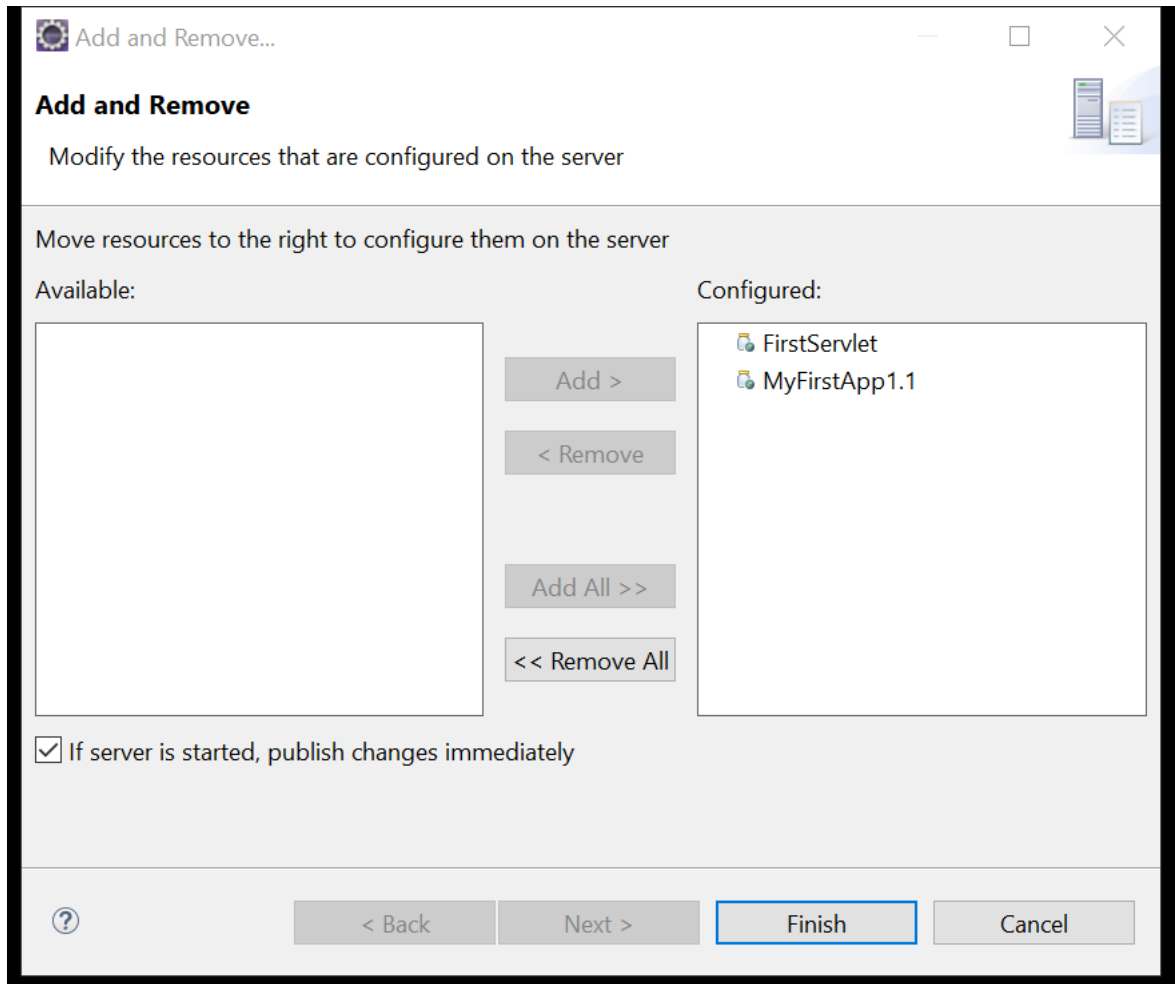 Add and Remove...
Add and Remove
Modify the resources that are configured on the server
Move resources to the right to configure them on the server
Available:
Configured:
FirstServlet
MyFirstApp1.1
Add >
< Remove
Add All >>
<< Remove All
If server is started, publish changes immediately
?
< Back
Next >
Finish
Cancel